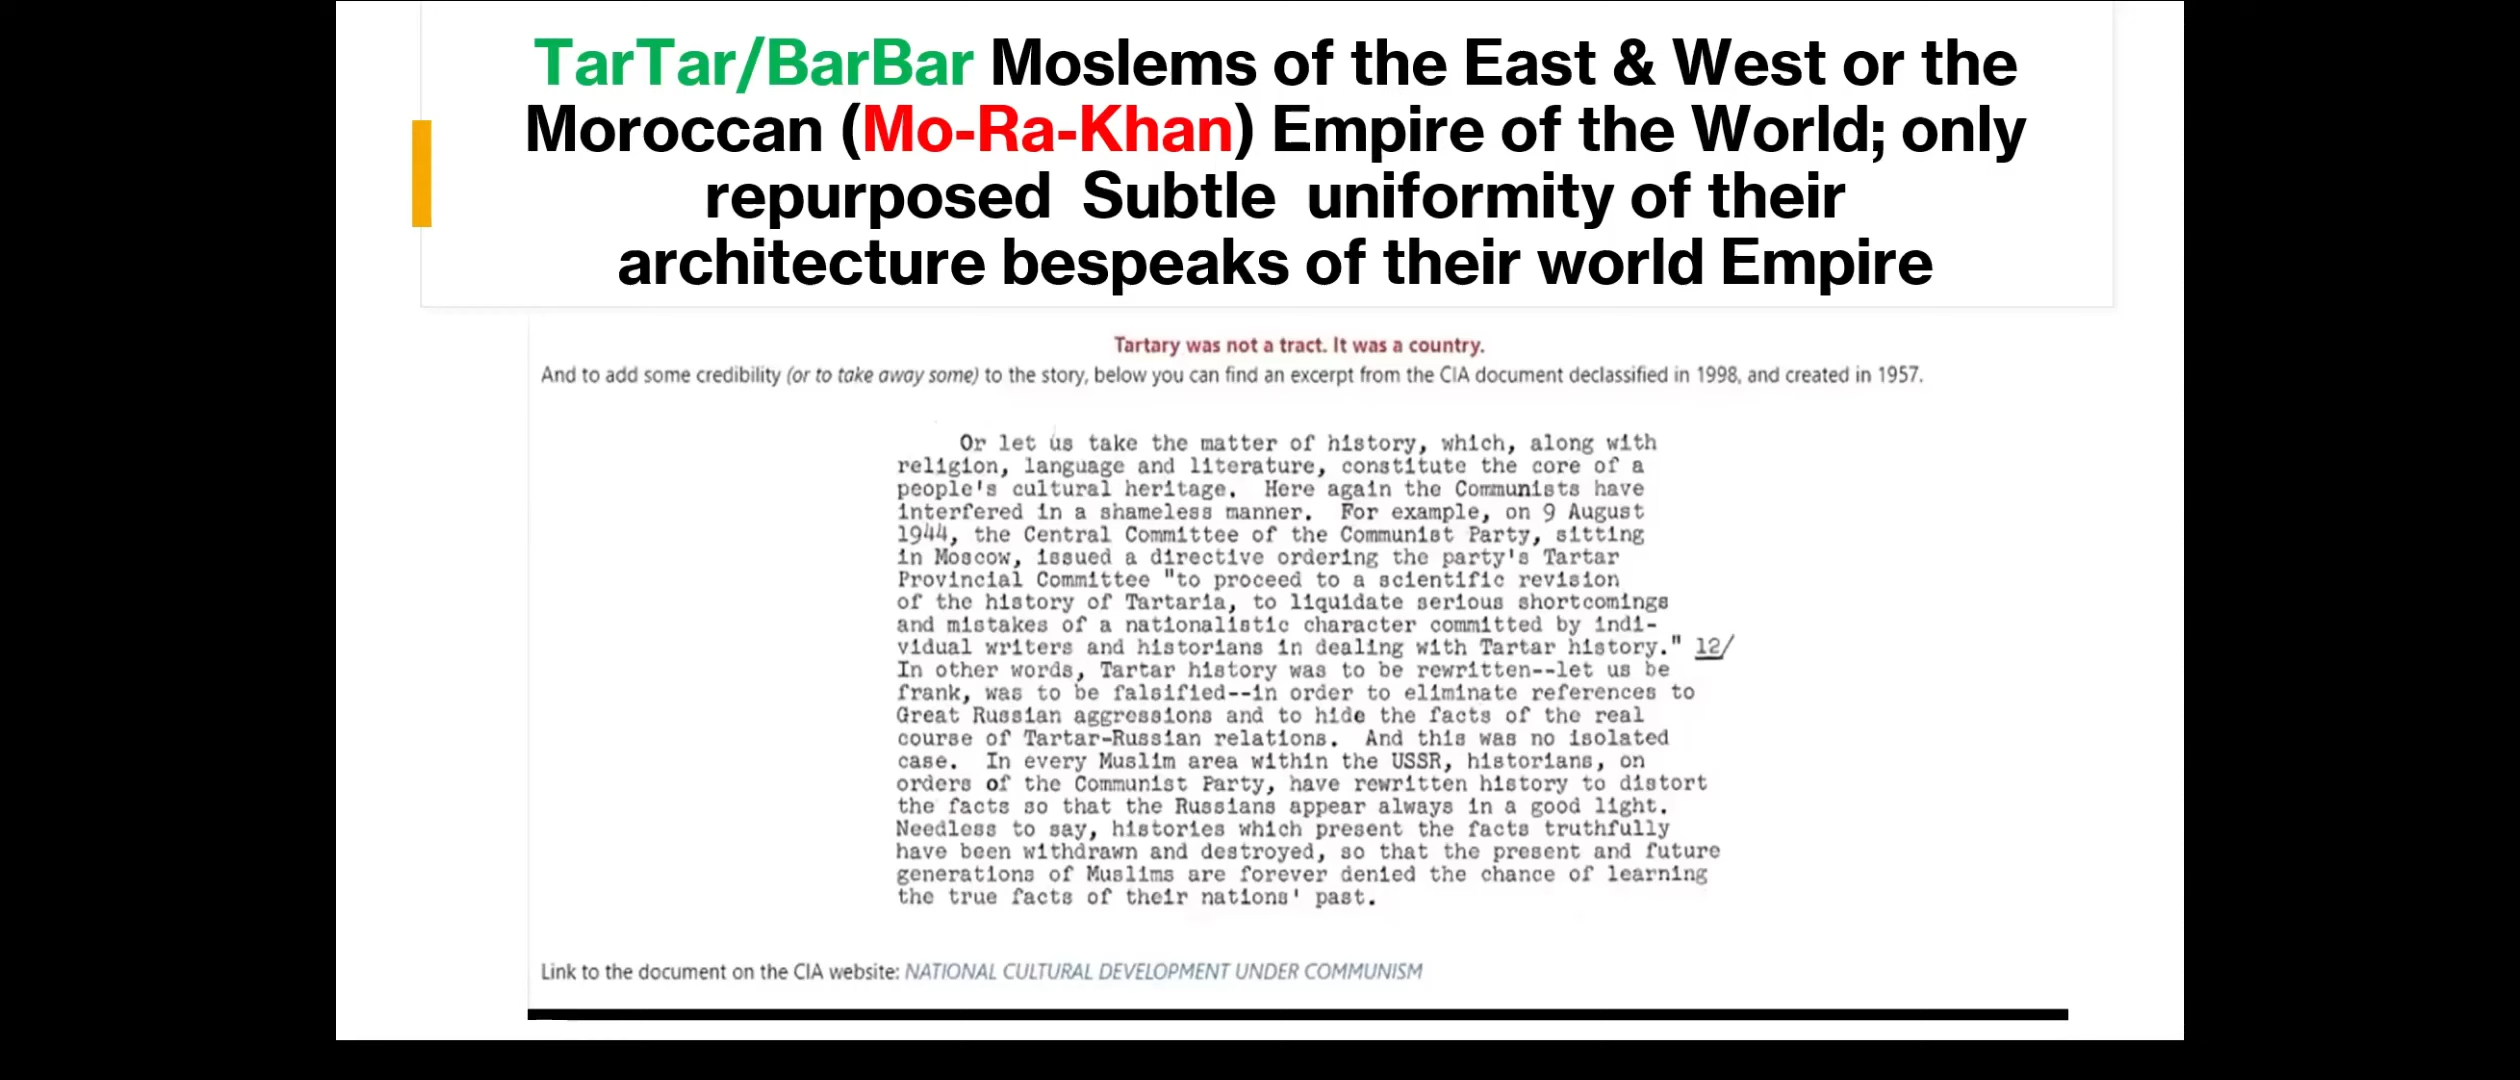 TarTar/BarBar Moslems of the East & West or the
Moroccan (Mo-Ra-Khan) Empire of the World; only
repurposed Subtle uniformity of their
architecture bespeaks of their world Empire
Tartary was not a tract. It was a country.
And to add some credibility (or to take away some) to the story, below you can find an excerpt from the CIA document declassified in 1998, and created in 1957.
Or let us take the matter of history, which, along with
religion, language and literature, constitute the core of a
people's cultural heritage. Here again the Communists have
interfered in a shameless manner. For example, on 9 August
1944, the Central Committee of the Communist Party, sitting
in Moscow, issued a directive ordering the party's Tartar
Provincial Committee "to proceed to a scientific revision
of the history of Tartaria, to liquidate serious shortcomings
and mistakes of a nationalistic character committed by indi-
vidual writers and historians in dealing with Tartar history." 12/
In other words, Tartar history was to be rewritten--let us be
frank, was to be falsified--in order to eliminate references to
Great Russian aggressions and to hide the facts of the real
course of Tartar-Russian relations. And this was no isolated
case. In every Muslim area within the USSR, historians, on
orders of the Communist Party, have rewritten history to distort
the facts so that the Russians appear always in a good light.
Needless to say, histories which present the facts truthfully
have been withdrawn and destroyed, so that the present and future
generations of Muslims are forever denied the chance of learning
the true facts of their nations' past.
Link to the document on the CIA website: NATIONAL CULTURAL DEVELOPMENT UNDER COMMUNISM